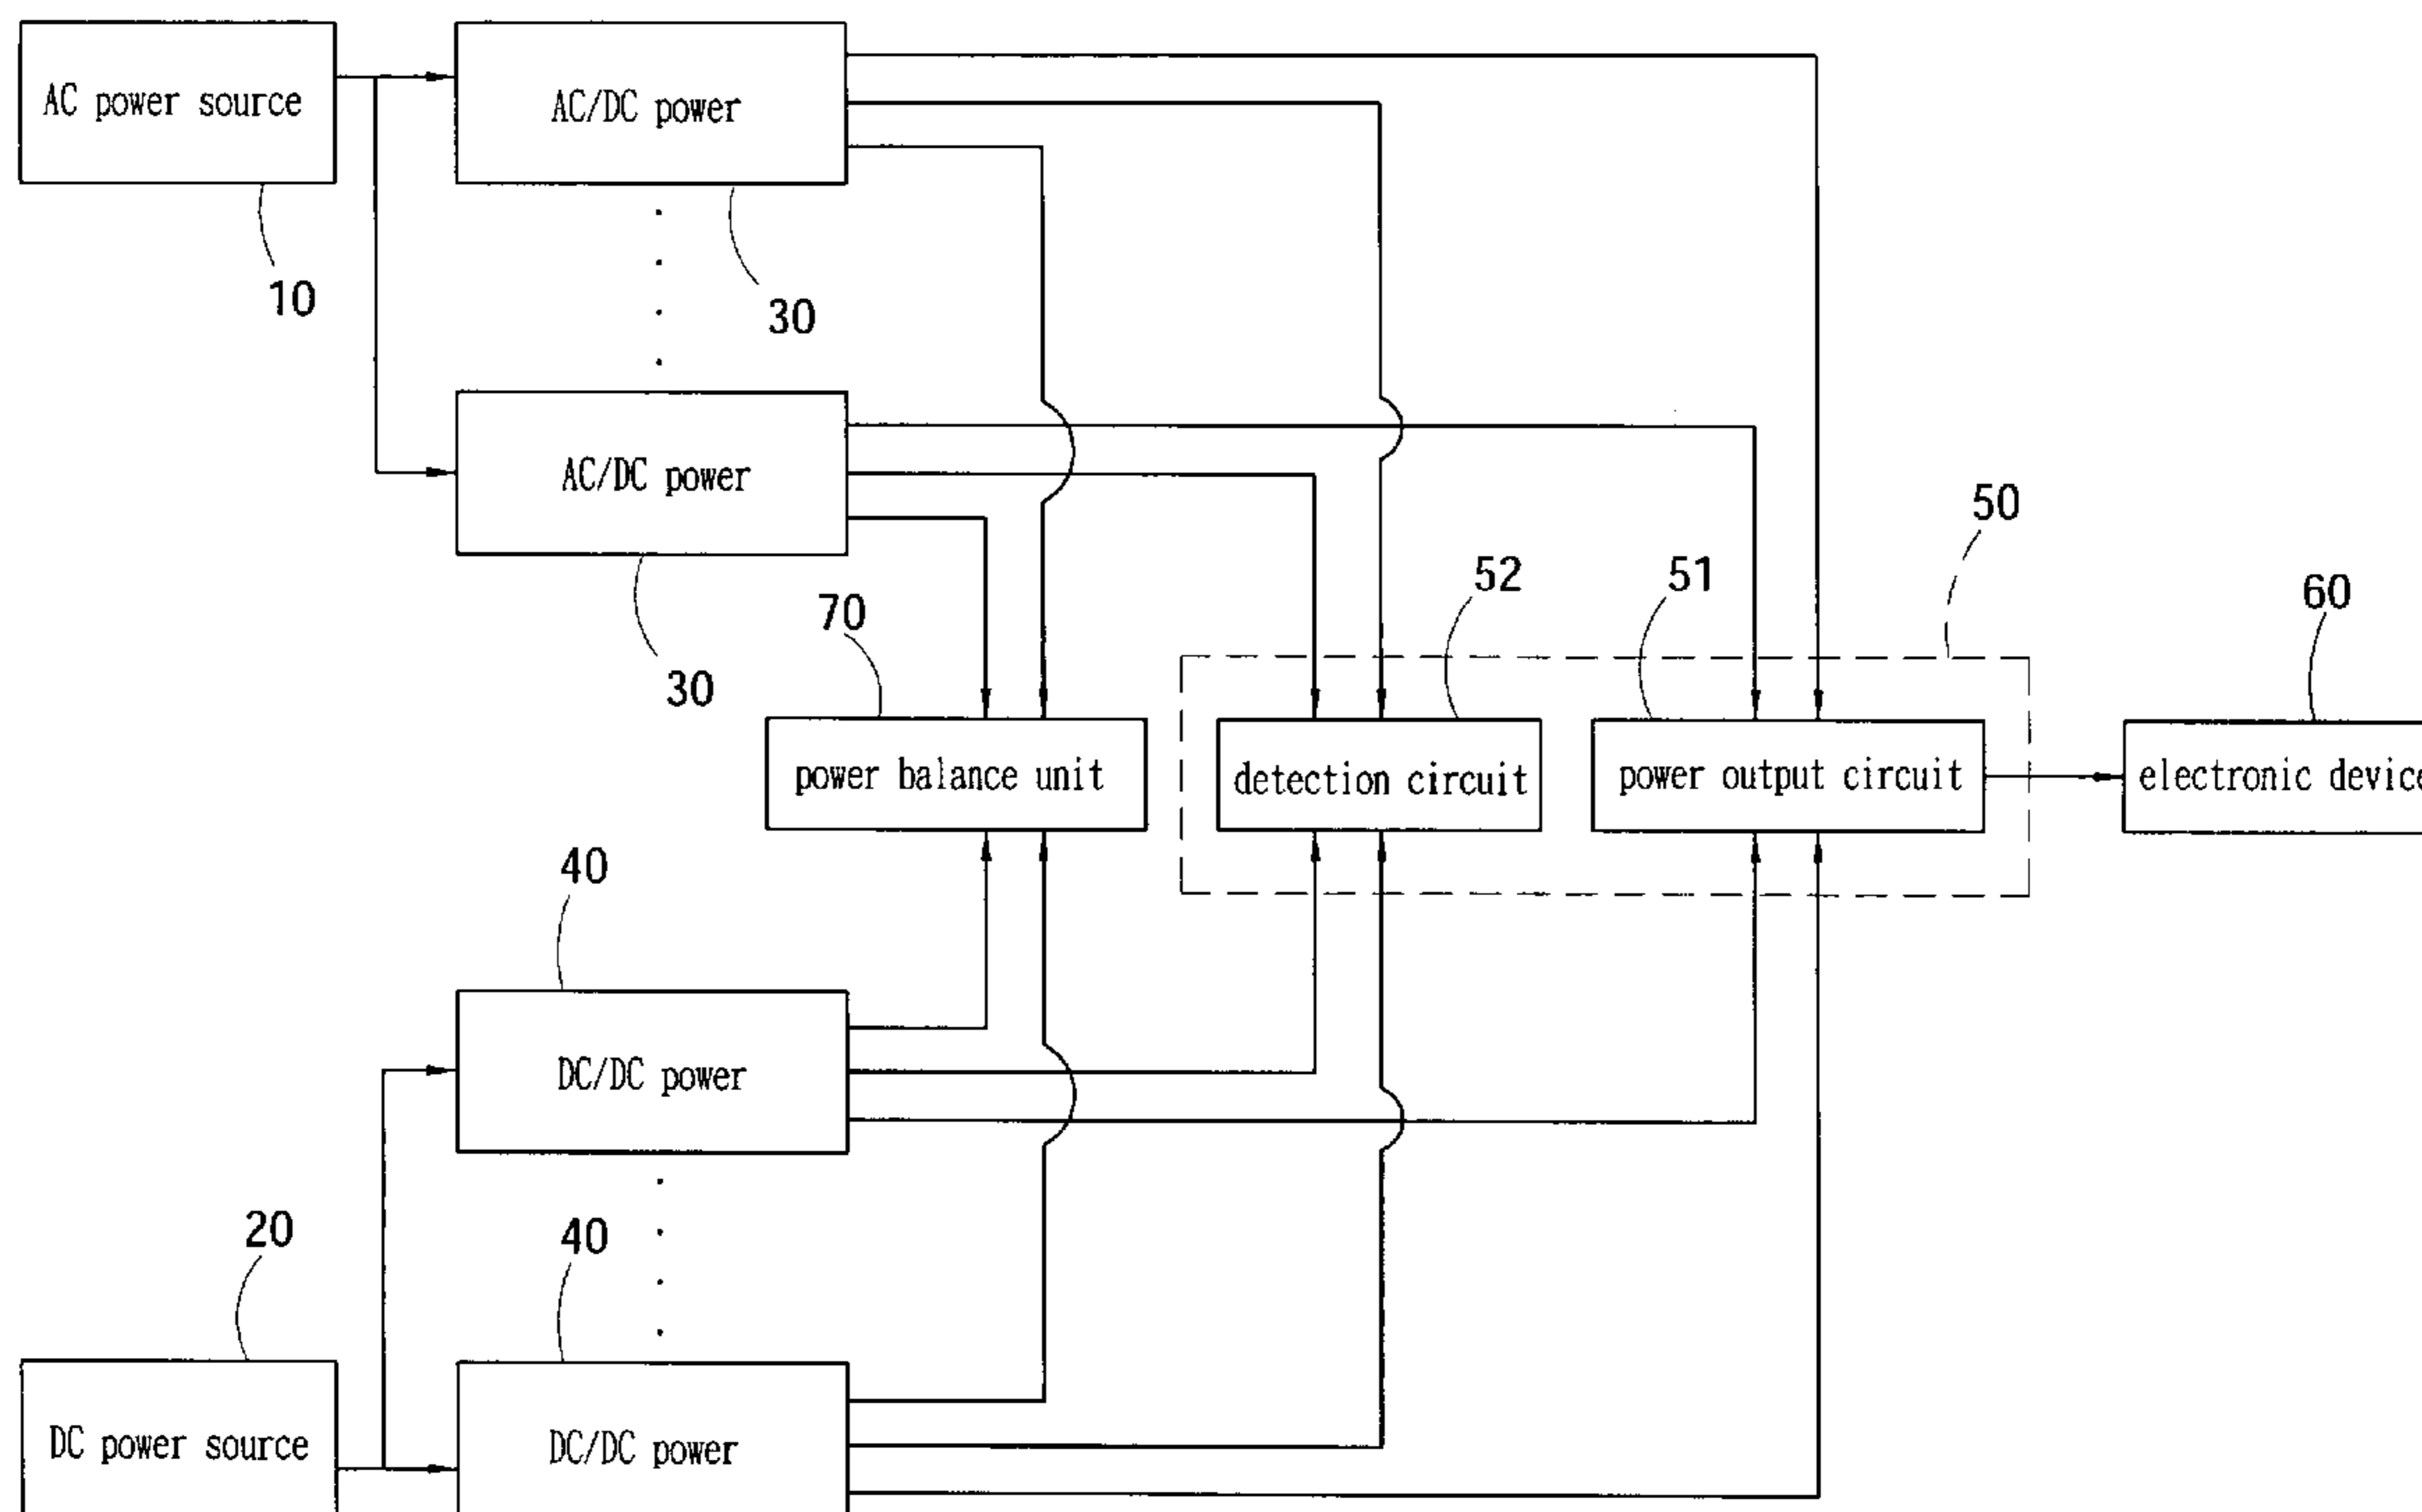 AC power source
AC/DC power
10
30
AC/DC power
50
52
51
60
70
30
power balance unit
detection circuit
power output circuit
electronic device
40
DC/DC power
20
40
DC power source
DC/DC power